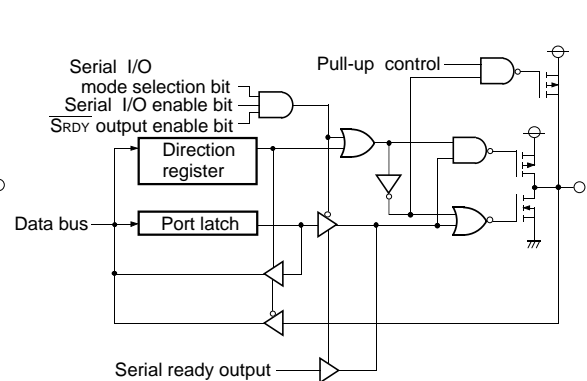 Serial I/O
mode selection bit
Serial I/O enable bit
SRDY output enable bit
Pull-up control
Direction
register
Data bus
Port latch
Serial ready output